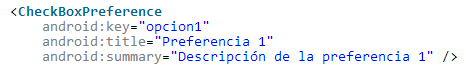 <CheckBoxPreference
android:key="opcion1"
android:title="Preferencia 1"
android:summary="Descripción de la preferencia 1" />